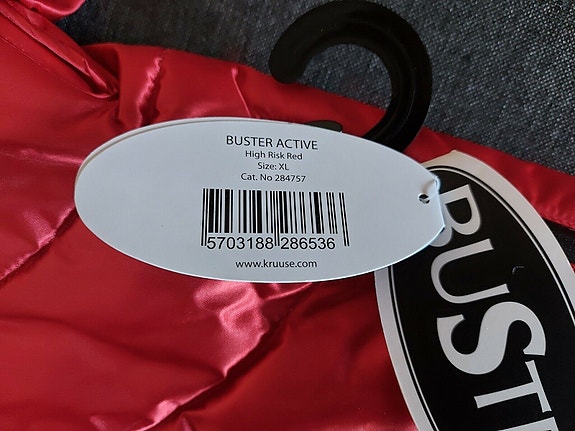 BUSTER ACTIVE
High Risk Red
Size: XL
Cat. No 284757
5703188 286536
www.kruuse.com
BUSTE